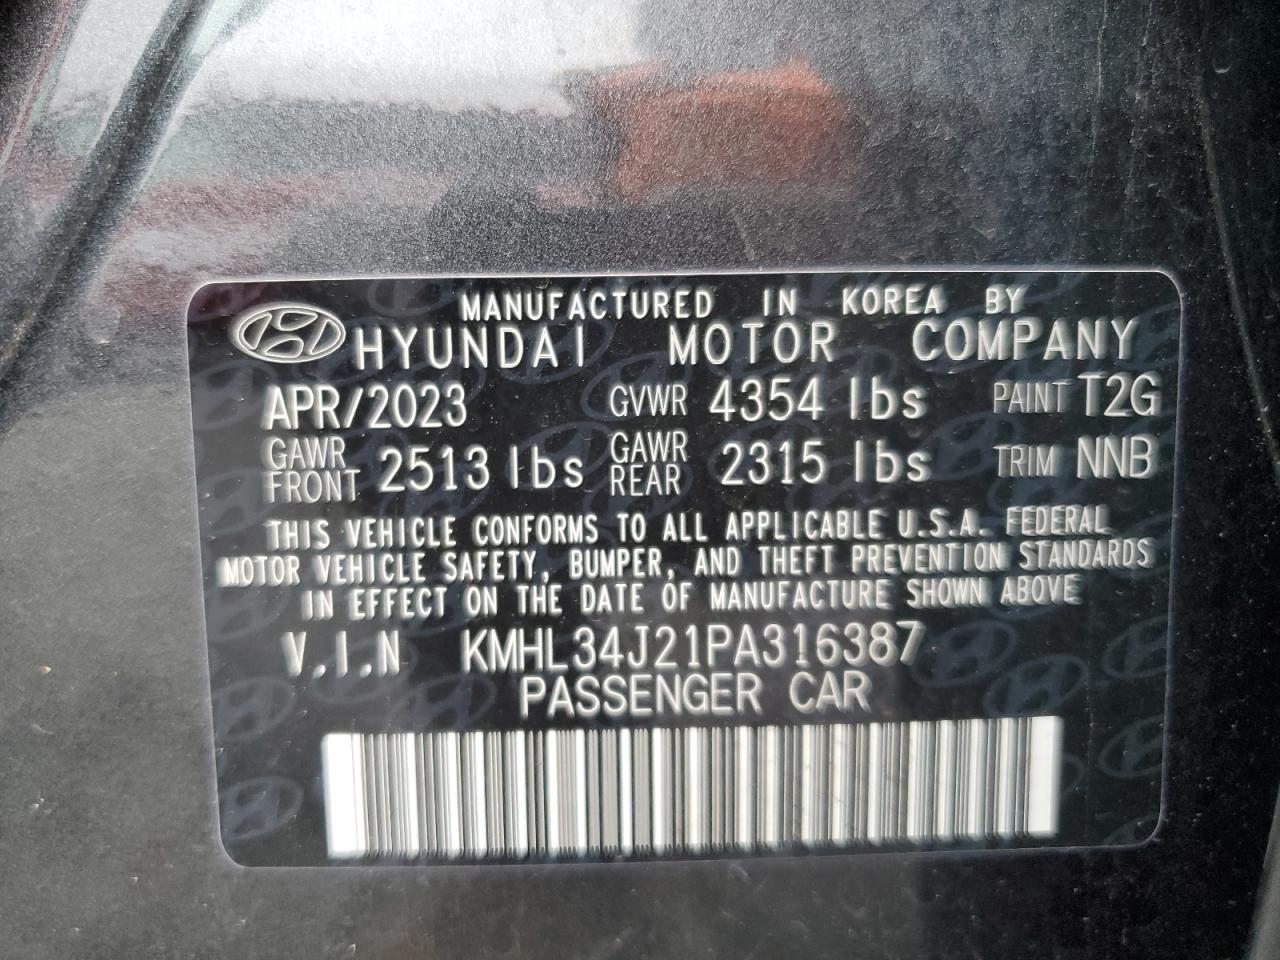 MANUFACTURED IN KOREA BY
HYUNDAI MOTOR COMPANY
APR/2023 GVWR 4354 lbs PAINT T2G
GAWR FRONT 2513 lbs GAWR REAR 2315 lbs TRIM NNB
THIS VEHICLE CONFORMS TO ALL APPLICABLE U.S.A. FEDERAL
MOTOR VEHICLE SAFETY, BUMPER, AND THEFT PREVENTION STANDARDS
IN EFFECT ON THE DATE OF MANUFACTURE SHOWN ABOVE
V.I.N KMHL34J21PA316387
PASSENGER CAR